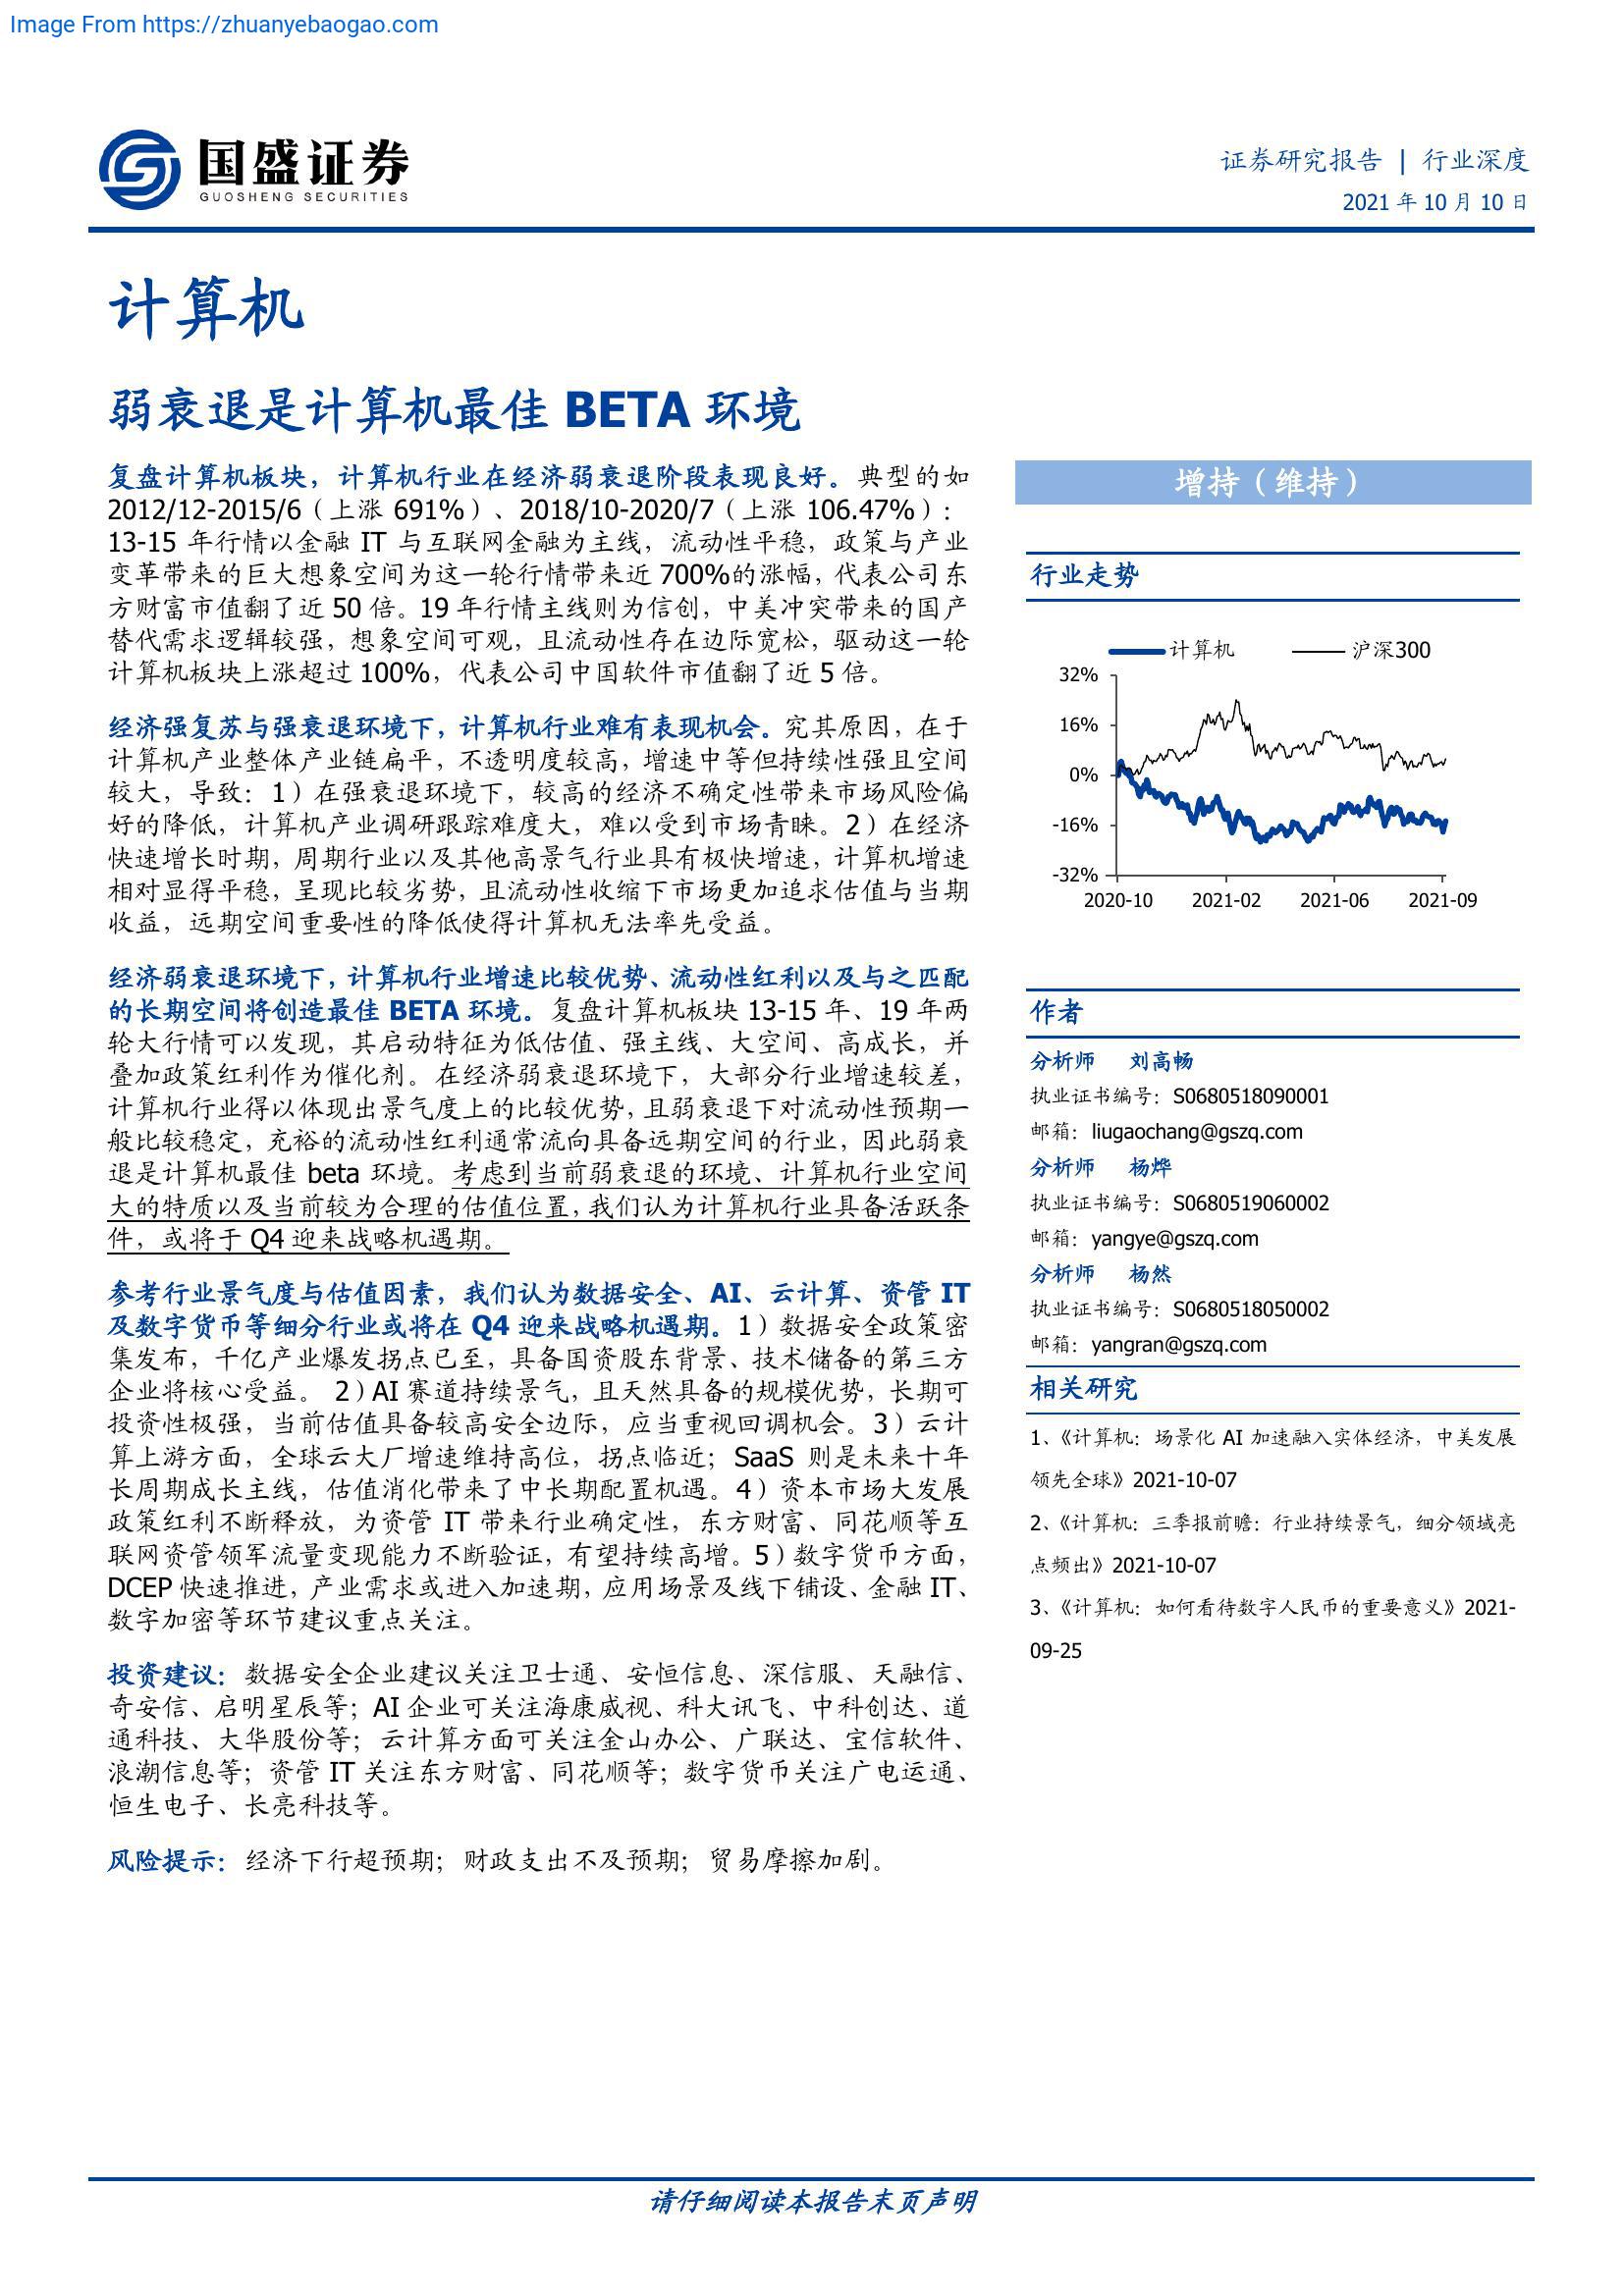 Image From https://zhuanyebaogao.com
国盛证券
GUOSHENG SECURITIES
证券研究报告 | 行业深度
2021 年 10 月 10 日
计算机
弱衰退是计算机最佳 BETA 环境
复盘计算机板块，计算机行业在经济弱衰退阶段表现良好。典型的如
2012/12-2015/6（上涨 691%）、2018/10-2020/7（上涨 106.47%）：
13-15 年行情以金融 IT 与互联网金融为主线，流动性平稳，政策与产业
变革带来的巨大想象空间为这一轮行情带来近 700%的涨幅，代表公司东
方财富市值翻了近 50 倍。19 年行情主线则为信创，中美冲突带来的国产
替代需求逻辑较强，想象空间可观，且流动性存在边际宽松，驱动这一轮
计算机板块上涨超过 100%，代表公司中国软件市值翻了近 5 倍。
经济强复苏与强衰退环境下，计算机行业难有表现机会。究其原因，在于
计算机产业整体产业链扁平，不透明度较高，增速中等但持续性强且空间
较大，导致：1）在强衰退环境下，较高的经济不确定性带来市场风险偏
好的降低，计算机产业调研跟踪难度大，难以受到市场青睐。2）在经济
快速增长时期，周期行业以及其他高景气行业具有极快增速，计算机增速
相对显得平稳，呈现比较劣势，且流动性收缩下市场更加追求估值与当期
收益，远期空间重要性的降低使得计算机无法率先受益。
经济弱衰退环境下，计算机行业增速比较优势、流动性红利以及与之匹配
的长期空间将创造最佳 BETA 环境。复盘计算机板块 13-15 年、19 年两
轮大行情可以发现，其启动特征为低估值、强主线、大空间、高成长，并
叠加政策红利作为催化剂。在经济弱衰退环境下，大部分行业增速较差，
计算机行业得以体现出景气度上的比较优势，且弱衰退下对流动性预期一
般比较稳定，充裕的流动性红利通常流向具备远期空间的行业，因此弱衰
退是计算机最佳 beta 环境。考虑到当前弱衰退的环境、计算机行业空间
大的特质以及当前较为合理的估值位置，我们认为计算机行业具备活跃条
件，或将于 Q4 迎来战略机遇期。
参考行业景气度与估值因素，我们认为数据安全、AI、云计算、资管 IT
及数字货币等细分行业或将在 Q4 迎来战略机遇期。1）数据安全政策密
集发布，千亿产业爆发拐点已至，具备国资股东背景、技术储备的第三方
企业将核心受益。 2）AI 赛道持续景气，且天然具备的规模优势，长期可
投资性极强，当前估值具备较高安全边际，应当重视回调机会。3）云计
算上游方面，全球云大厂增速维持高位，拐点临近；SaaS 则是未来十年
长周期成长主线，估值消化带来了中长期配置机遇。4）资本市场大发展
政策红利不断释放，为资管 IT 带来行业确定性，东方财富、同花顺等互
联网资管领军流量变现能力不断验证，有望持续高增。5）数字货币方面，
DCEP 快速推进，产业需求或进入加速期，应用场景及线下铺设、金融 IT、
数字加密等环节建议重点关注。
投资建议：数据安全企业建议关注卫士通、安恒信息、深信服、天融信、
奇安信、启明星辰等；AI 企业可关注海康威视、科大讯飞、中科创达、道
通科技、大华股份等；云计算方面可关注金山办公、广联达、宝信软件、
浪潮信息等；资管 IT 关注东方财富、同花顺等；数字货币关注广电运通、
恒生电子、长亮科技等。
风险提示：经济下行超预期；财政支出不及预期；贸易摩擦加剧。
增持（维持）
行业走势
计算机 沪深300
32%
16%
0%
-16%
-32%
2020-10 2021-02 2021-06 2021-09
作者
分析师 刘高畅
执业证书编号：S0680518090001
邮箱：liugaochang@gszq.com
分析师 杨烨
执业证书编号：S0680519060002
邮箱：yangye@gszq.com
分析师 杨然
执业证书编号：S0680518050002
邮箱：yangran@gszq.com
相关研究
1、《计算机：场景化 AI 加速融入实体经济，中美发展
领先全球》2021-10-07
2、《计算机：三季报前瞻：行业持续景气，细分领域亮
点频出》2021-10-07
3、《计算机：如何看待数字人民币的重要意义》2021-
09-25
请仔细阅读本报告末页声明